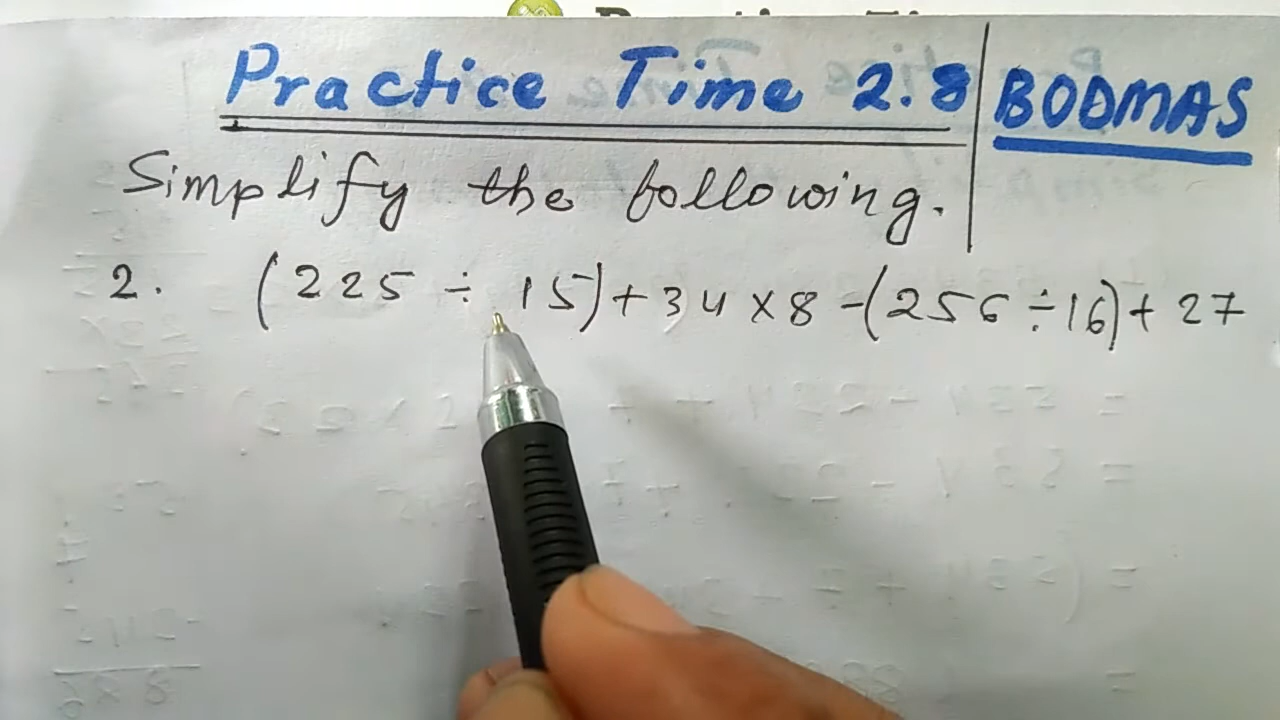 Practice Time 2.8 BODMAS
Simplify the following.
2. (225 ÷ 15) + 34 × 8 - (256 ÷ 16) + 27